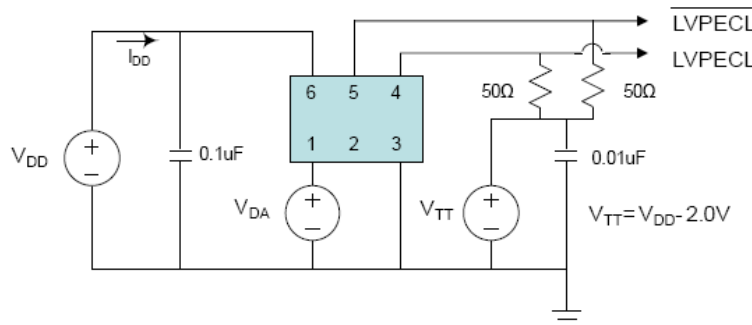 LVPECL
I_DD
LVPECL
6 5 4
50Ω
50Ω
1 2 3
V_DD
0.1uF
0.01uF
V_DA
V_TT
V_TT=V_DD-2.0V